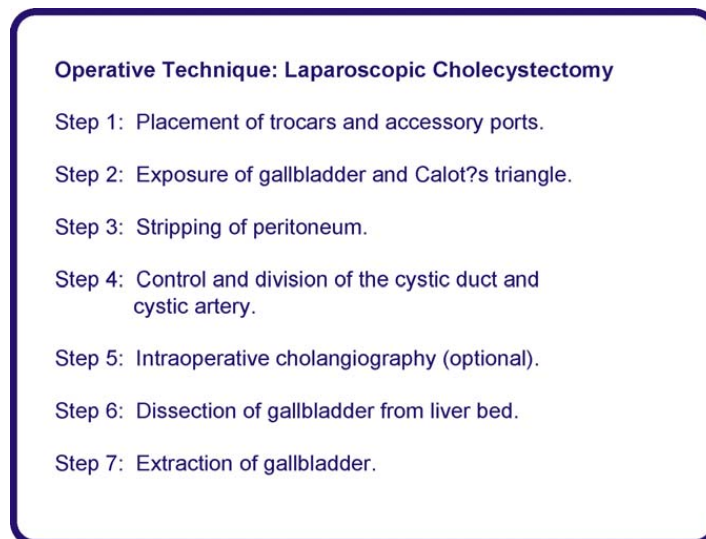 Operative Technique: Laparoscopic Cholecystectomy
Step 1: Placement of trocars and accessory ports.
Step 2: Exposure of gallbladder and Calot?s triangle.
Step 3: Stripping of peritoneum.
Step 4: Control and division of the cystic duct and
cystic artery.
Step 5: Intraoperative cholangiography (optional).
Step 6: Dissection of gallbladder from liver bed.
Step 7: Extraction of gallbladder.